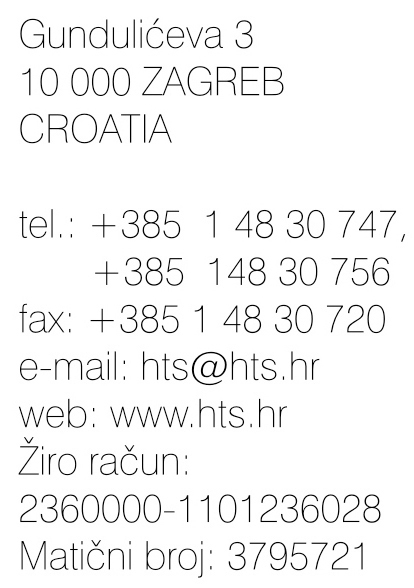 Gundulićeva 3
10 000 ZAGREB
CROATIA
tel.: +385 1 48 30 747,
+385 148 30 756
fax: +385 1 48 30 720
e-mail: hts@hts.hr
web: www.hts.hr
Žiro račun:
2360000-1101236028
Matični broj: 3795721